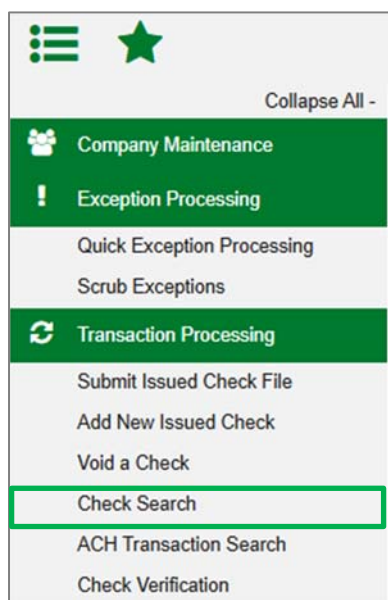 Collapse All -
Company Maintenance
Exception Processing
Quick Exception Processing
Scrub Exceptions
Transaction Processing
Submit Issued Check File
Add New Issued Check
Void a Check
Check Search
ACH Transaction Search
Check Verification